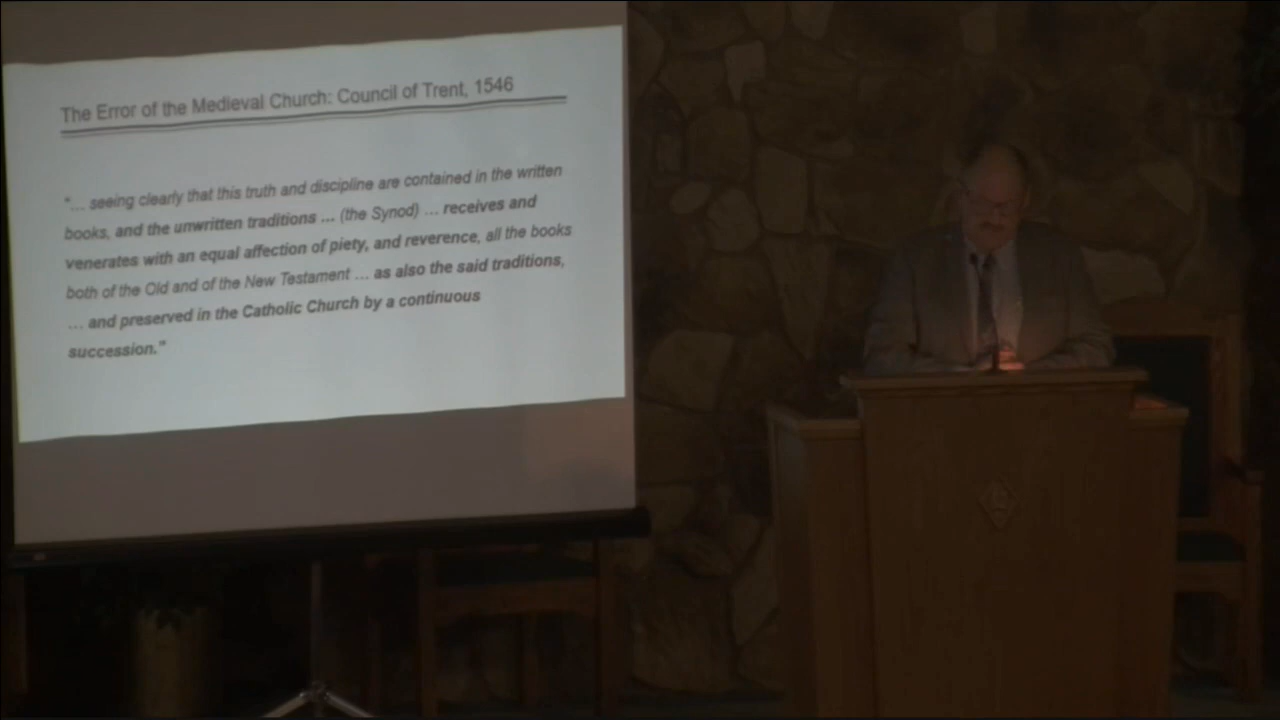 The Error of the Medieval Church: Council of Trent, 1546
"... seeing clearly that this truth and discipline are contained in the written
books, and the unwritten traditions ... (the Synod) ... receives and
venerates with an equal affection of piety, and reverence, all the books
both of the Old and of the New Testament ... as also the said traditions,
... and preserved in the Catholic Church by a continuous
succession."